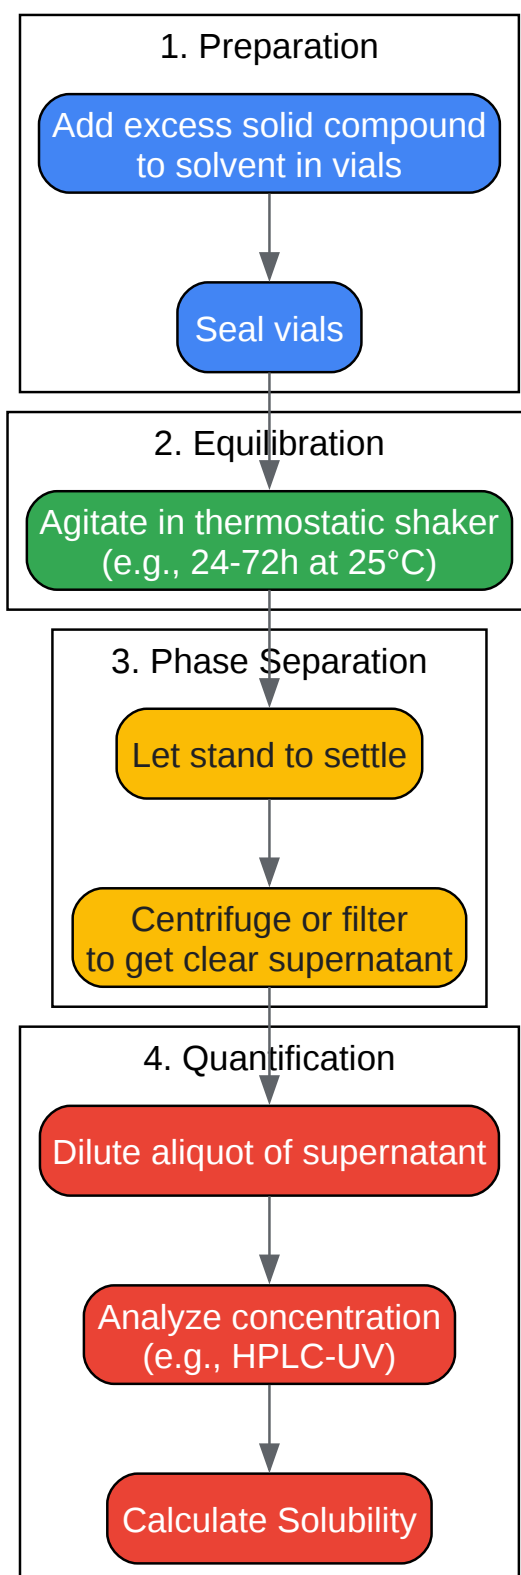 1. Preparation
Add excess solid compound
to solvent in vials
Seal vials
2. Equilibration
Agitate in thermostatic shaker
(e.g., 24-72h at 25°C)
3. Phase Separation
Let stand to settle
Centrifuge or filter
to get clear supernatant
4. Quantification
Dilute aliquot of supernatant
Analyze concentration
(e.g., HPLC-UV)
Calculate Solubility